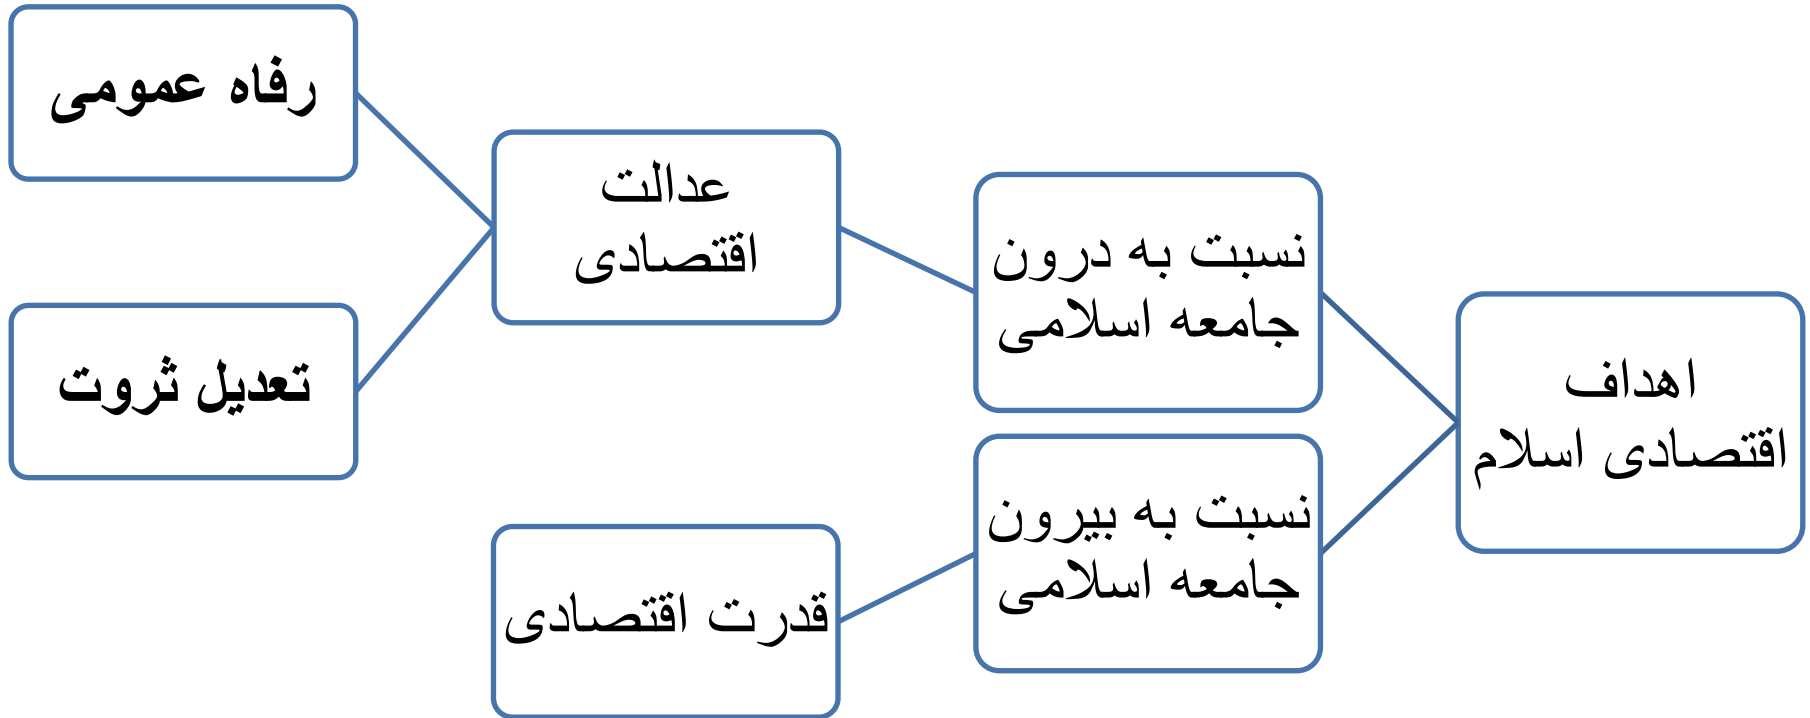 اهداف
اقتصادی اسلام
نسبت به درون
جامعه اسلامی
عدالت
اقتصادی
رفاه عمومی
تعدیل ثروت
نسبت به بیرون
جامعه اسلامی
قدرت اقتصادی